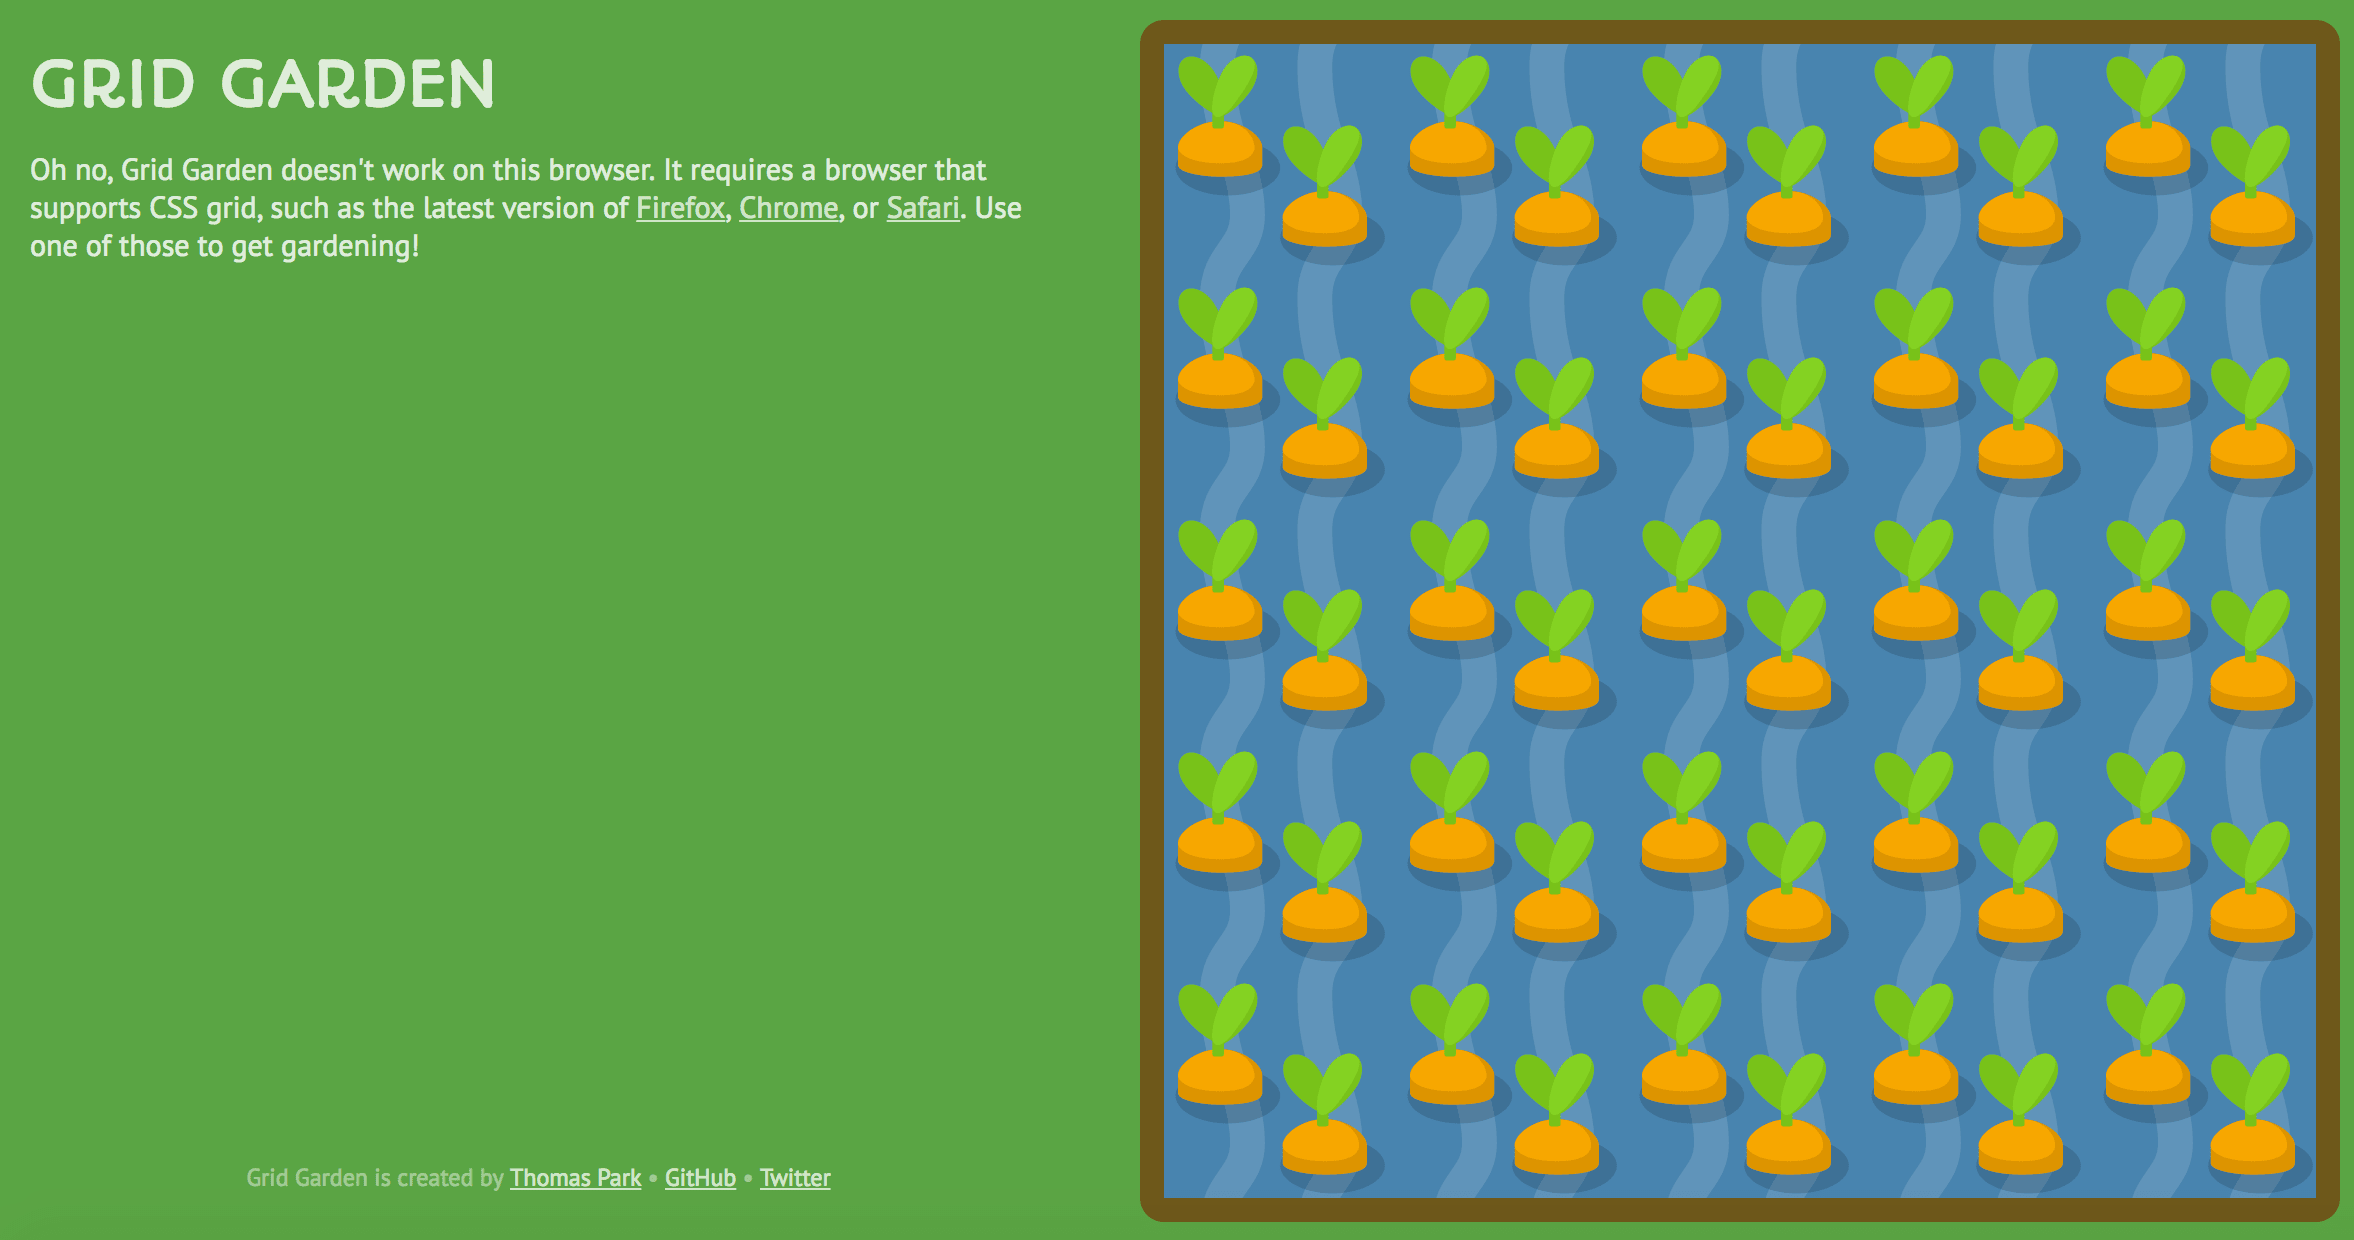 GRID GARDEN
Oh no, Grid Garden doesn't work on this browser. It requires a browser that
supports CSS grid, such as the latest version of Firefox, Chrome, or Safari. Use
one of those to get gardening!
Grid Garden is created by Thomas Park • GitHub • Twitter